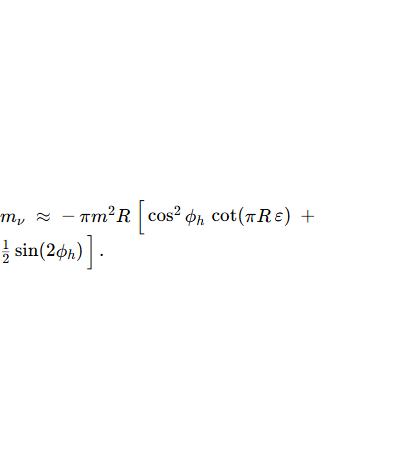 m_ν ≈ − πm²R [ cos² ϕ_h cot(πR ε) +
½ sin(2ϕ_h) ] .